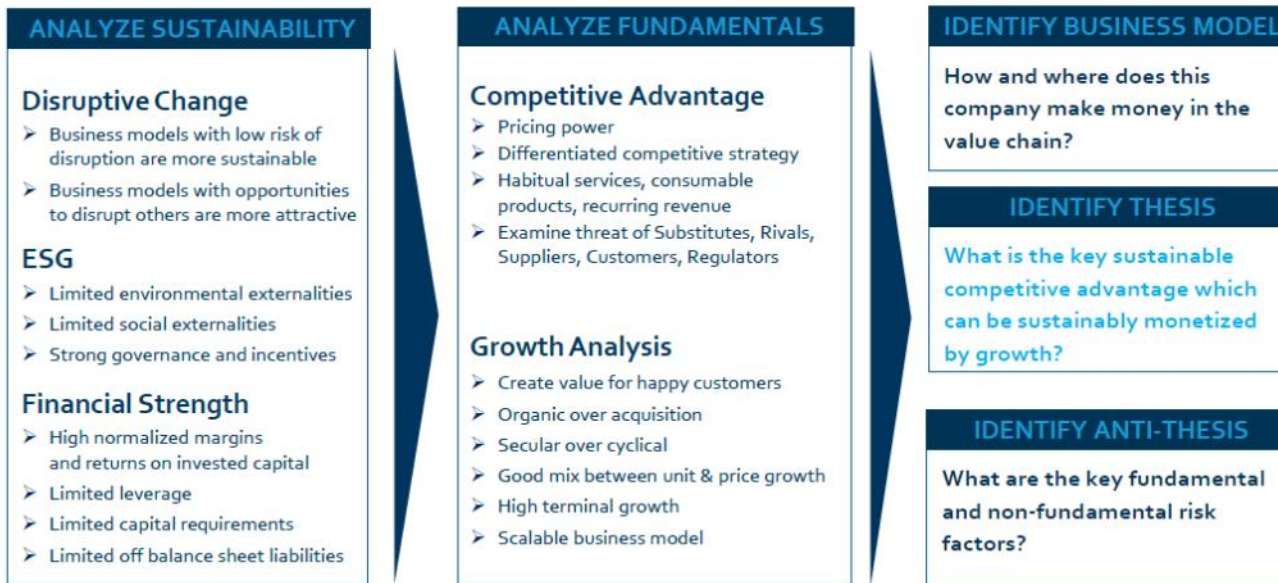 ANALYZE SUSTAINABILITY
Disruptive Change
➢ Business models with low risk of
disruption are more sustainable
➢ Business models with opportunities
to disrupt others are more attractive
ESG
➢ Limited environmental externalities
➢ Limited social externalities
➢ Strong governance and incentives
Financial Strength
➢ High normalized margins
and returns on invested capital
➢ Limited leverage
➢ Limited capital requirements
➢ Limited off balance sheet liabilities
ANALYZE FUNDAMENTALS
Competitive Advantage
➢ Pricing power
➢ Differentiated competitive strategy
➢ Habitual services, consumable
products, recurring revenue
➢ Examine threat of Substitutes, Rivals,
Suppliers, Customers, Regulators
Growth Analysis
➢ Create value for happy customers
➢ Organic over acquisition
➢ Secular over cyclical
➢ Good mix between unit & price growth
➢ High terminal growth
➢ Scalable business model
IDENTIFY BUSINESS MODEL
How and where does this
company make money in the
value chain?
IDENTIFY THESIS
What is the key sustainable
competitive advantage which
can be sustainably monetized
by growth?
IDENTIFY ANTI-THESIS
What are the key fundamental
and non-fundamental risk
factors?